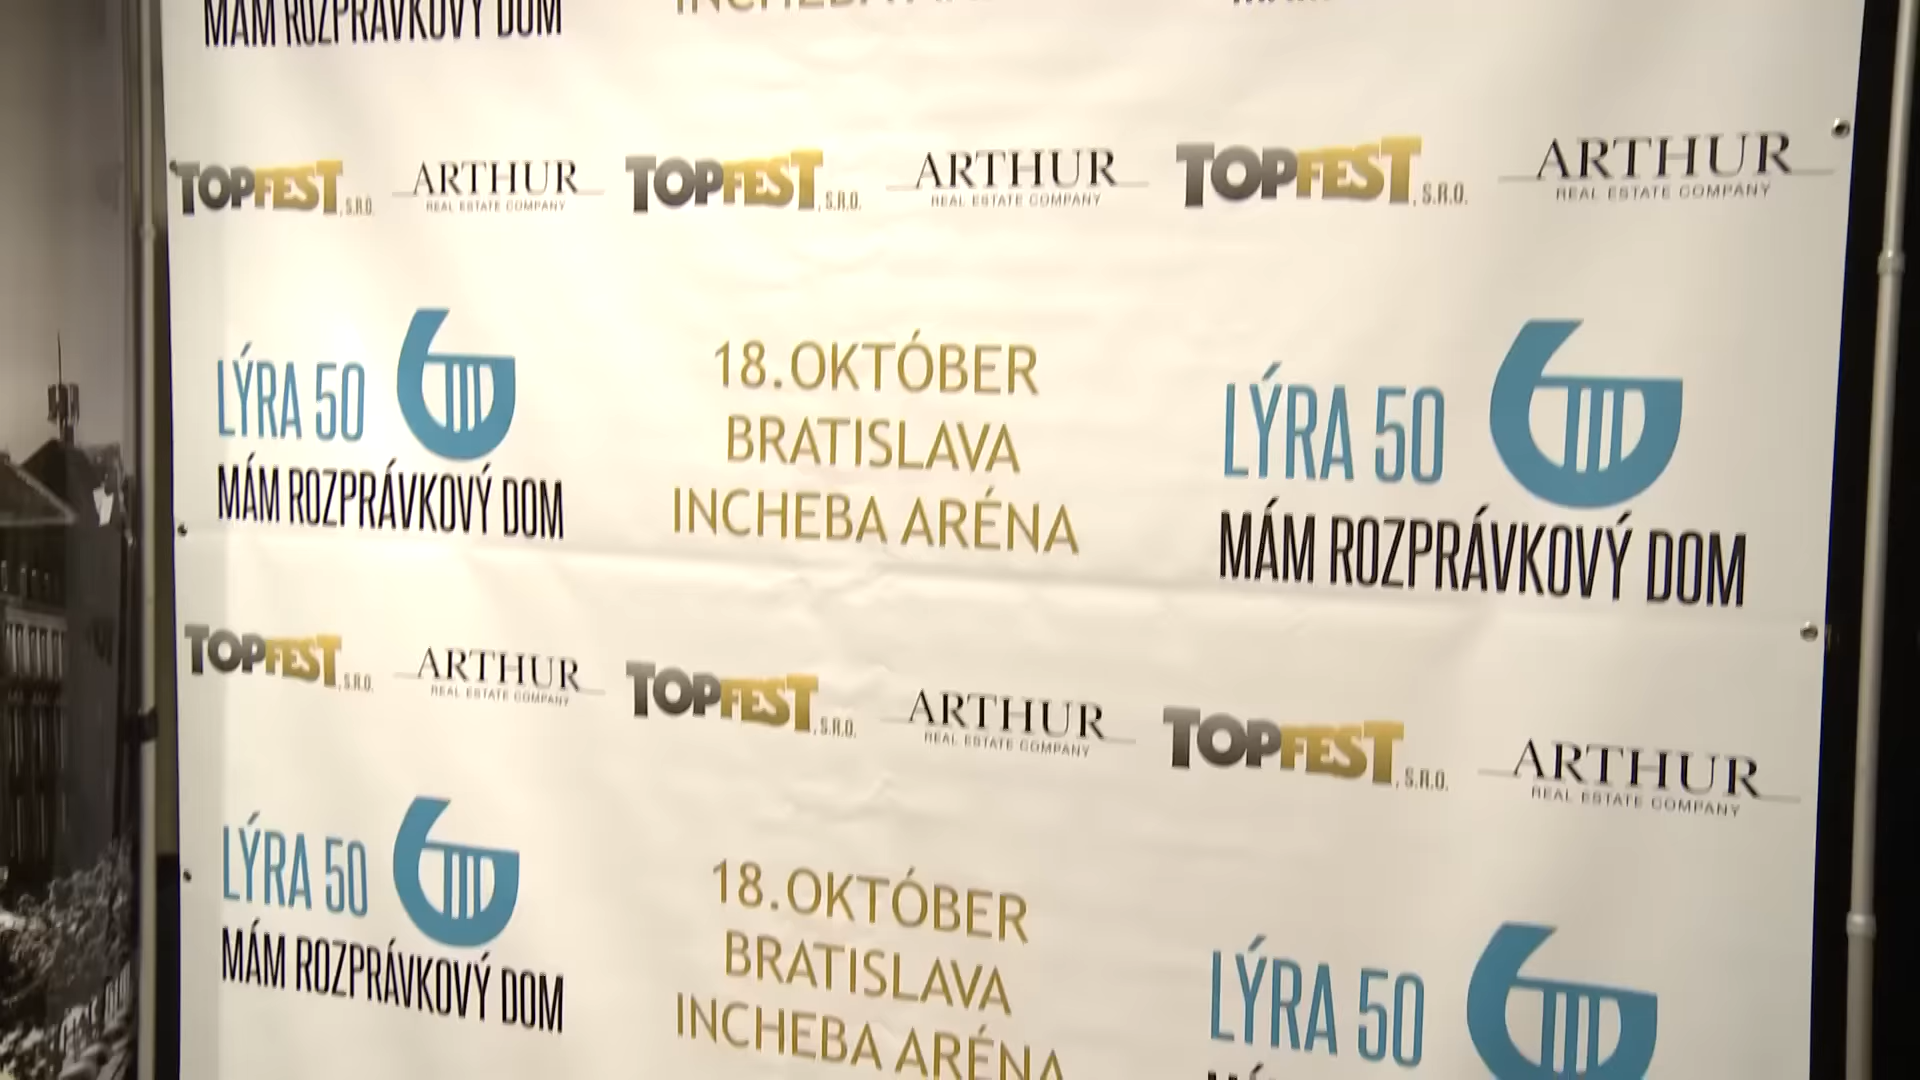 MÁM ROZPRÁVKOVÝ DOM
TOPFEST, S.R.O. ARTHUR TOPFEST, S.R.O. ARTHUR TOPFEST, S.R.O. ARTHUR
REAL ESTATE COMPANY REAL ESTATE COMPANY REAL ESTATE COMPANY
LÝRA 50
MÁM ROZPRÁVKOVÝ DOM
18. OKTÓBER
BRATISLAVA
INCHEBA ARÉNA
LÝRA 50
MÁM ROZPRÁVKOVÝ DOM
TOPFEST, S.R.O. ARTHUR TOPFEST, S.R.O. ARTHUR TOPFEST, S.R.O. ARTHUR
REAL ESTATE COMPANY REAL ESTATE COMPANY REAL ESTATE COMPANY
LÝRA 50
MÁM ROZPRÁVKOVÝ DOM
18. OKTÓBER
BRATISLAVA
INCHEBA ARÉNA
LÝRA 50